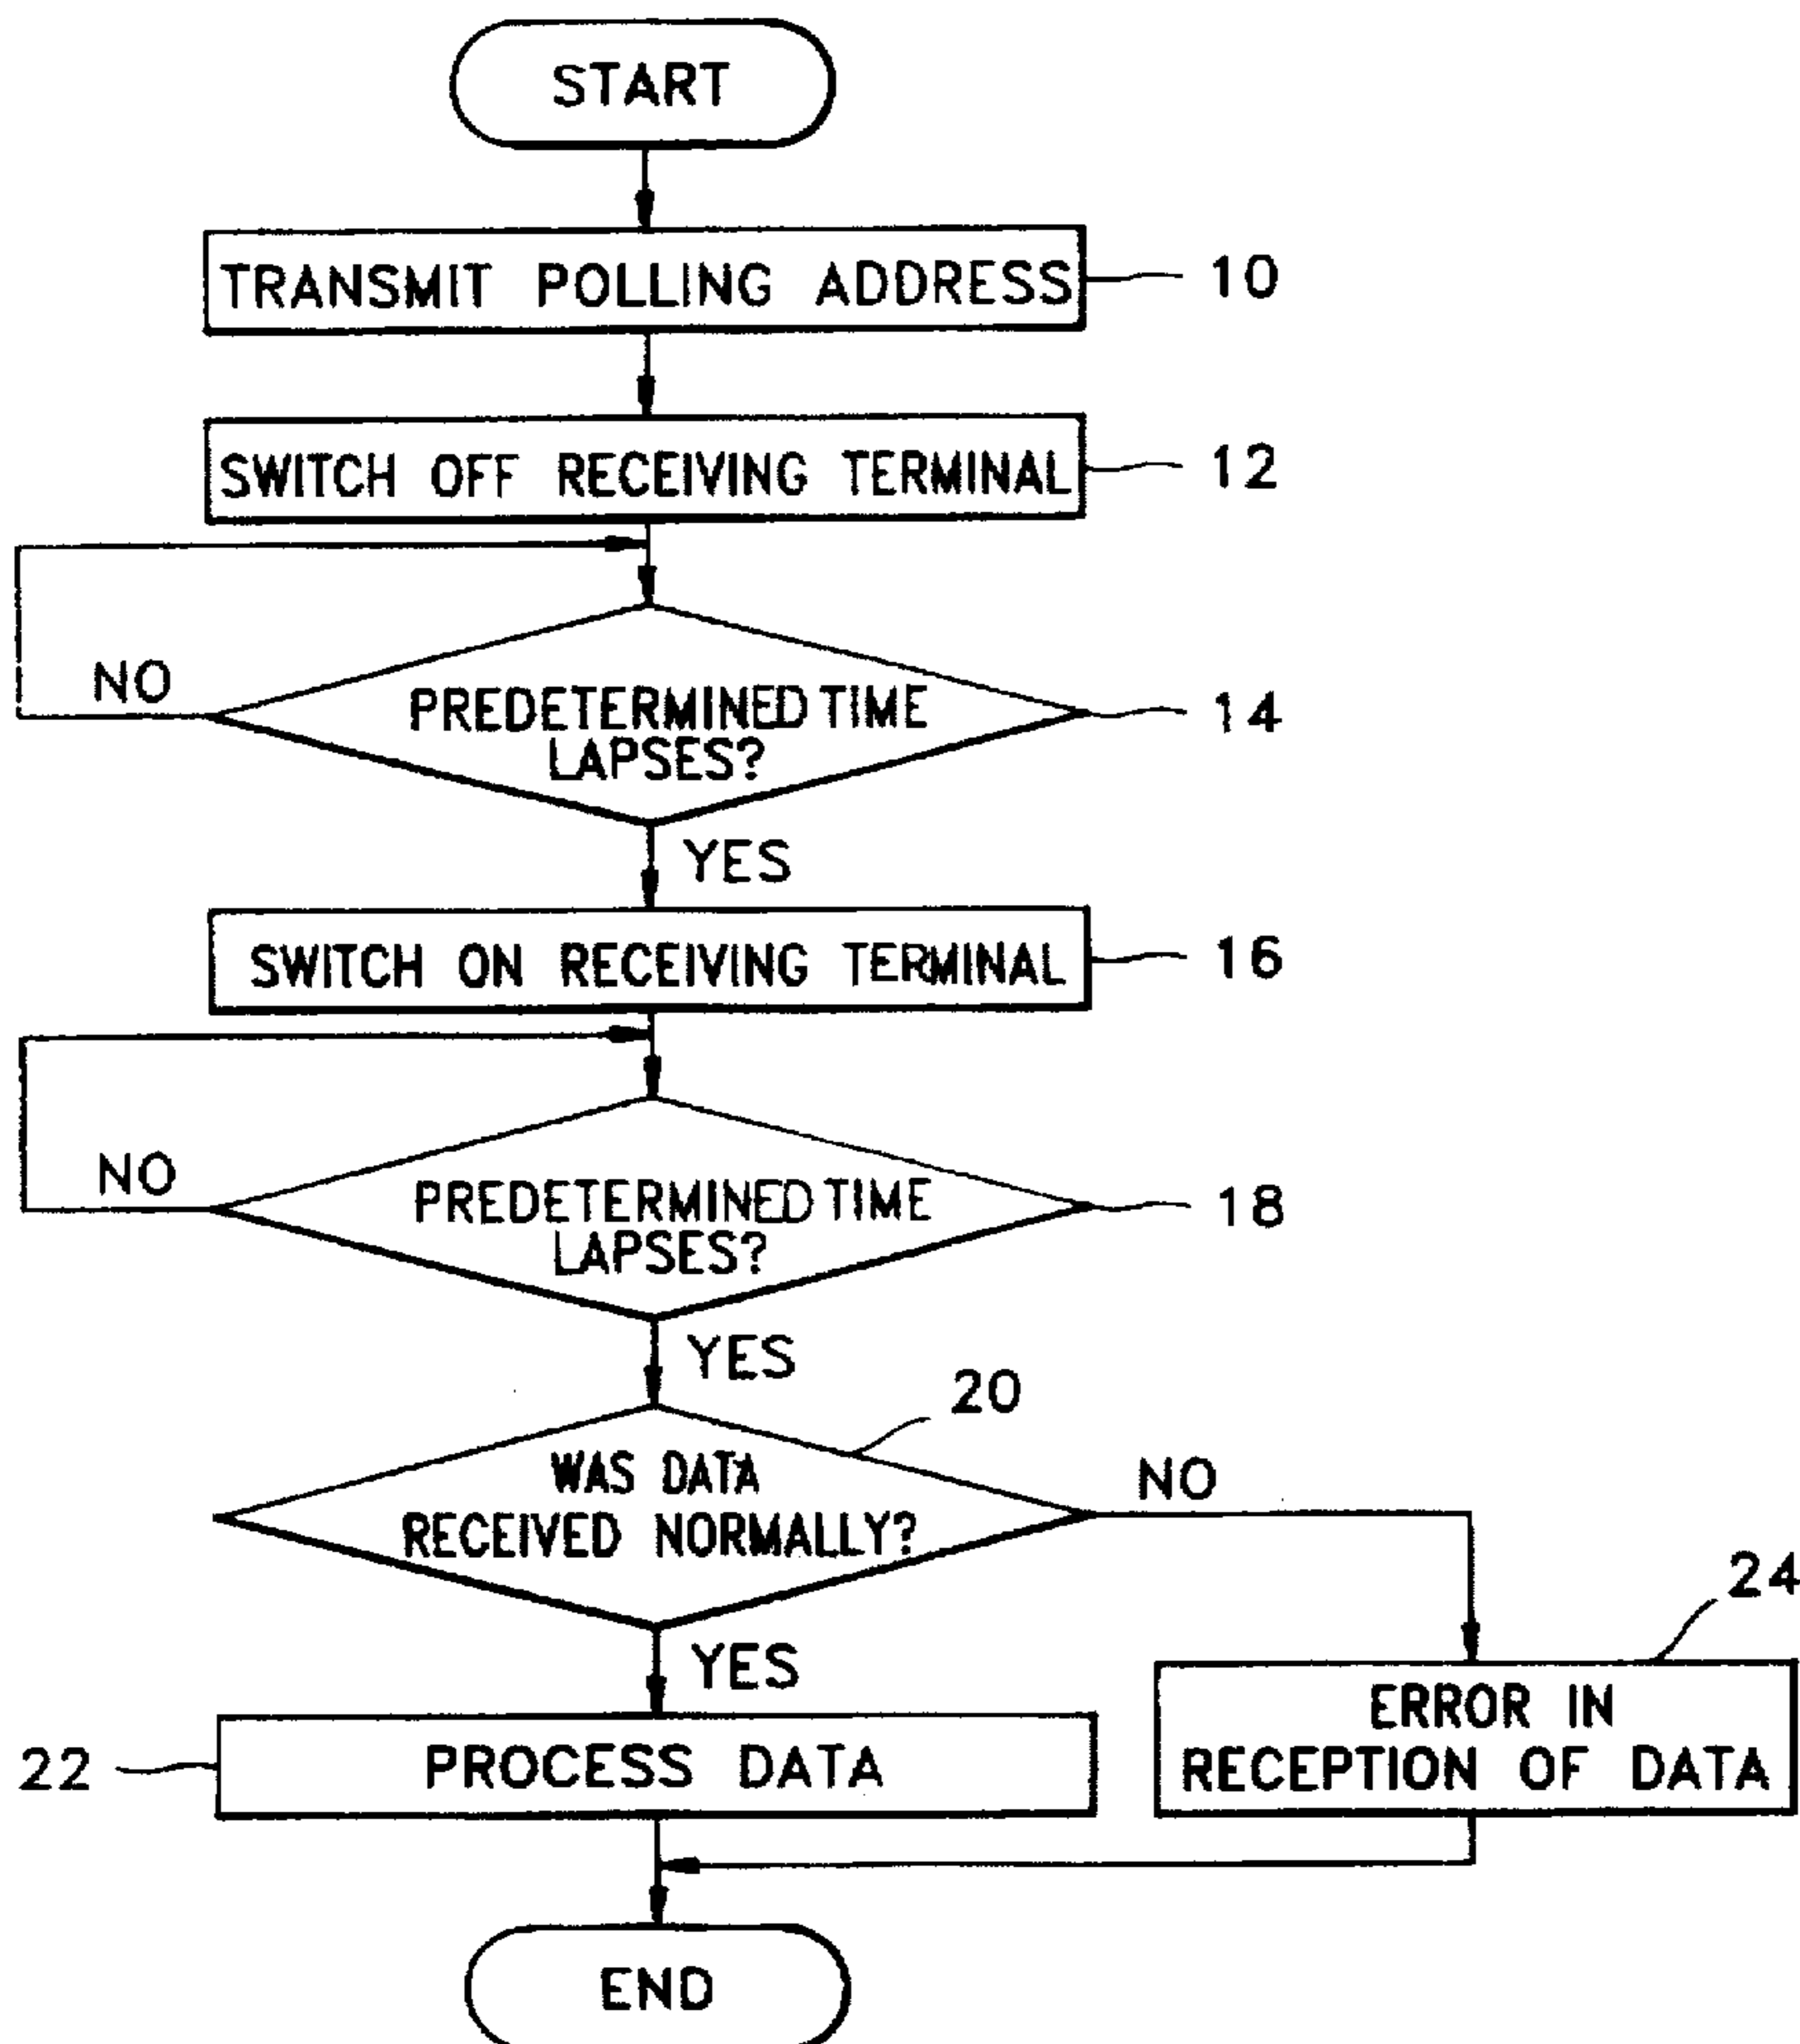 START
TRANSMIT POLLING ADDRESS
10
SWITCH OFF RECEIVING TERMINAL
12
NO
PREDETERMINED TIME
LAPSES?
14
YES
SWITCH ON RECEIVING TERMINAL
16
NO
PREDETERMINED TIME
LAPSES?
18
YES
20
WAS DATA
RECEIVED NORMALLY?
NO
24
YES
ERROR IN
RECEPTION OF DATA
22
PROCESS DATA
END